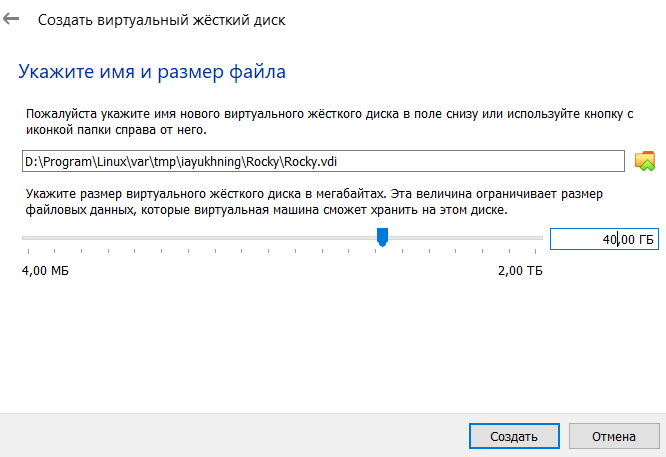 Создать виртуальный жёсткий диск
Укажите имя и размер файла
Пожалуйста укажите имя нового виртуального жёсткого диска в поле снизу или используйте кнопку с
иконкой папки справа от него.
D:\Program\Linux\var\tmp\iayukhning\Rocky\Rocky.vdi
Укажите размер виртуального жёсткого диска в мегабайтах. Эта величина ограничивает размер
файловых данных, которые виртуальная машина сможет хранить на этом диске.
40,00 ГБ
4,00 МБ
2,00 ТБ
Создать
Отмена